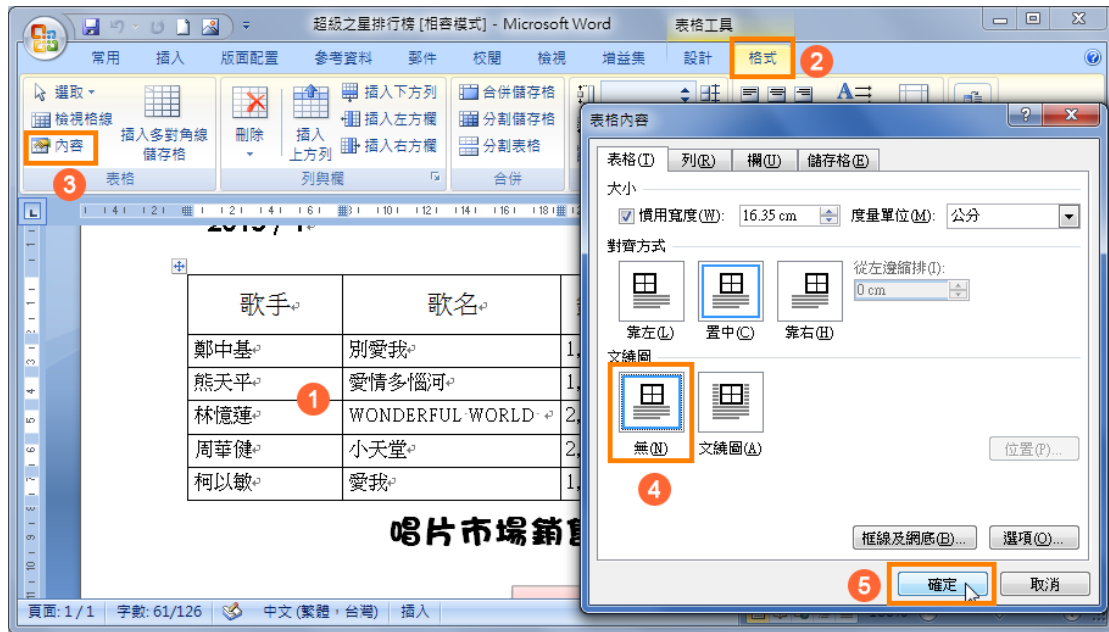 超級之星排行榜 [相容模式] - Microsoft Word
表格工具
常用 插入 版面配置 參考資料 郵件 校閱 檢視 增益集 設計 格式 2
選取
檢視格線
內容
3
表格
插入多對角線
儲存格
刪除
插入
上方列
插入下方列
插入左方欄
插入右方欄
列與欄
合併儲存格
分割儲存格
分割表格
合併
歌手 歌名
鄭中基 別愛我 1,
熊天平 愛情多惱河 1,
林憶蓮 WONDERFUL WORLD 2,
周華健 小天堂 2,
柯以敏 愛我 1,
1
唱片市場銷售
頁面: 1/1 字數: 61/126 中文 (繁體，台灣) 插入
表格內容
表格(T) 列(R) 欄(U) 儲存格(E)
大小
慣用寬度(W): 16.35 cm 度量單位(M): 公分
對齊方式
從左邊縮排(I):
0 cm
靠左(L) 置中(C) 靠右(H)
文繞圖
無(N) 文繞圖(A)
位置(P)...
4
框線及網底(B)... 選項(O)...
5
確定 取消